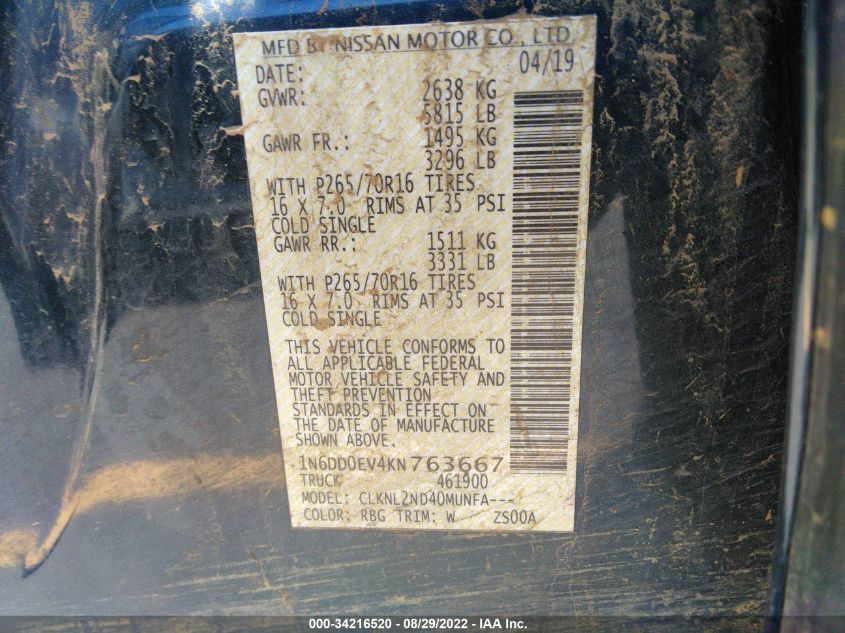 MFD BY NISSAN MOTOR CO., LTD.
DATE: 04/19
GVWR: 2638 KG
5815 LB
GAWR FR.: 1495 KG
3296 LB
WITH P265/70R16 TIRES
16 X 7.0 RIMS AT 35 PSI
COLD SINGLE
GAWR RR.: 1511 KG
3331 LB
WITH P265/70R16 TIRES
16 X 7.0 RIMS AT 35 PSI
COLD SINGLE
THIS VEHICLE CONFORMS TO
ALL APPLICABLE FEDERAL
MOTOR VEHICLE SAFETY AND
THEFT PREVENTION
STANDARDS IN EFFECT ON
THE DATE OF MANUFACTURE
SHOWN ABOVE.
1N6DD0EV4KN763667
TRUCK 461900
MODEL: CLKNL2ND40MUNFA---
COLOR: RBG TRIM: W ZS00A
000-34216520 - 08/29/2022 - IAA Inc.